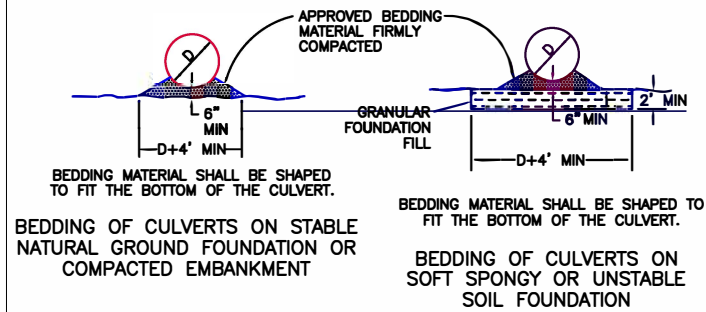 APPROVED BEDDING
MATERIAL FIRMLY
COMPACTED
D
6"
MIN
D+4' MIN
BEDDING MATERIAL SHALL BE SHAPED
TO FIT THE BOTTOM OF THE CULVERT.
BEDDING OF CULVERTS ON STABLE
NATURAL GROUND FOUNDATION OR
COMPACTED EMBANKMENT
D
2' MIN
6" MIN
GRANULAR
FOUNDATION
FILL
D+4' MIN
BEDDING MATERIAL SHALL BE SHAPED TO
FIT THE BOTTOM OF THE CULVERT.
BEDDING OF CULVERTS ON
SOFT SPONGY OR UNSTABLE
SOIL FOUNDATION